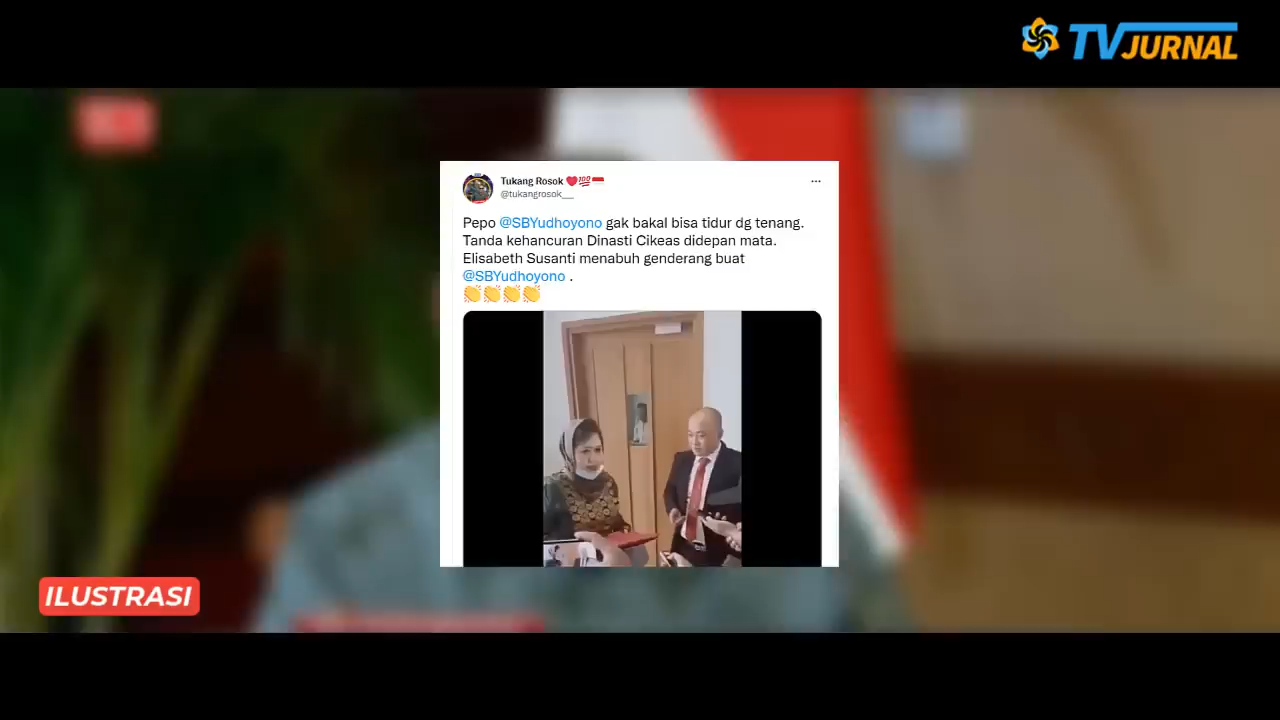 TVJURNAL
Tukang Rosok ❤💯🇮🇩
@tukangrosok___
Pepo @SBYudhoyono gak bakal bisa tidur dg tenang.
Tanda kehancuran Dinasti Cikeas didepan mata.
Elisabeth Susanti menabuh genderang buat
@SBYudhoyono .
👏👏👏👏
ILUSTRASI